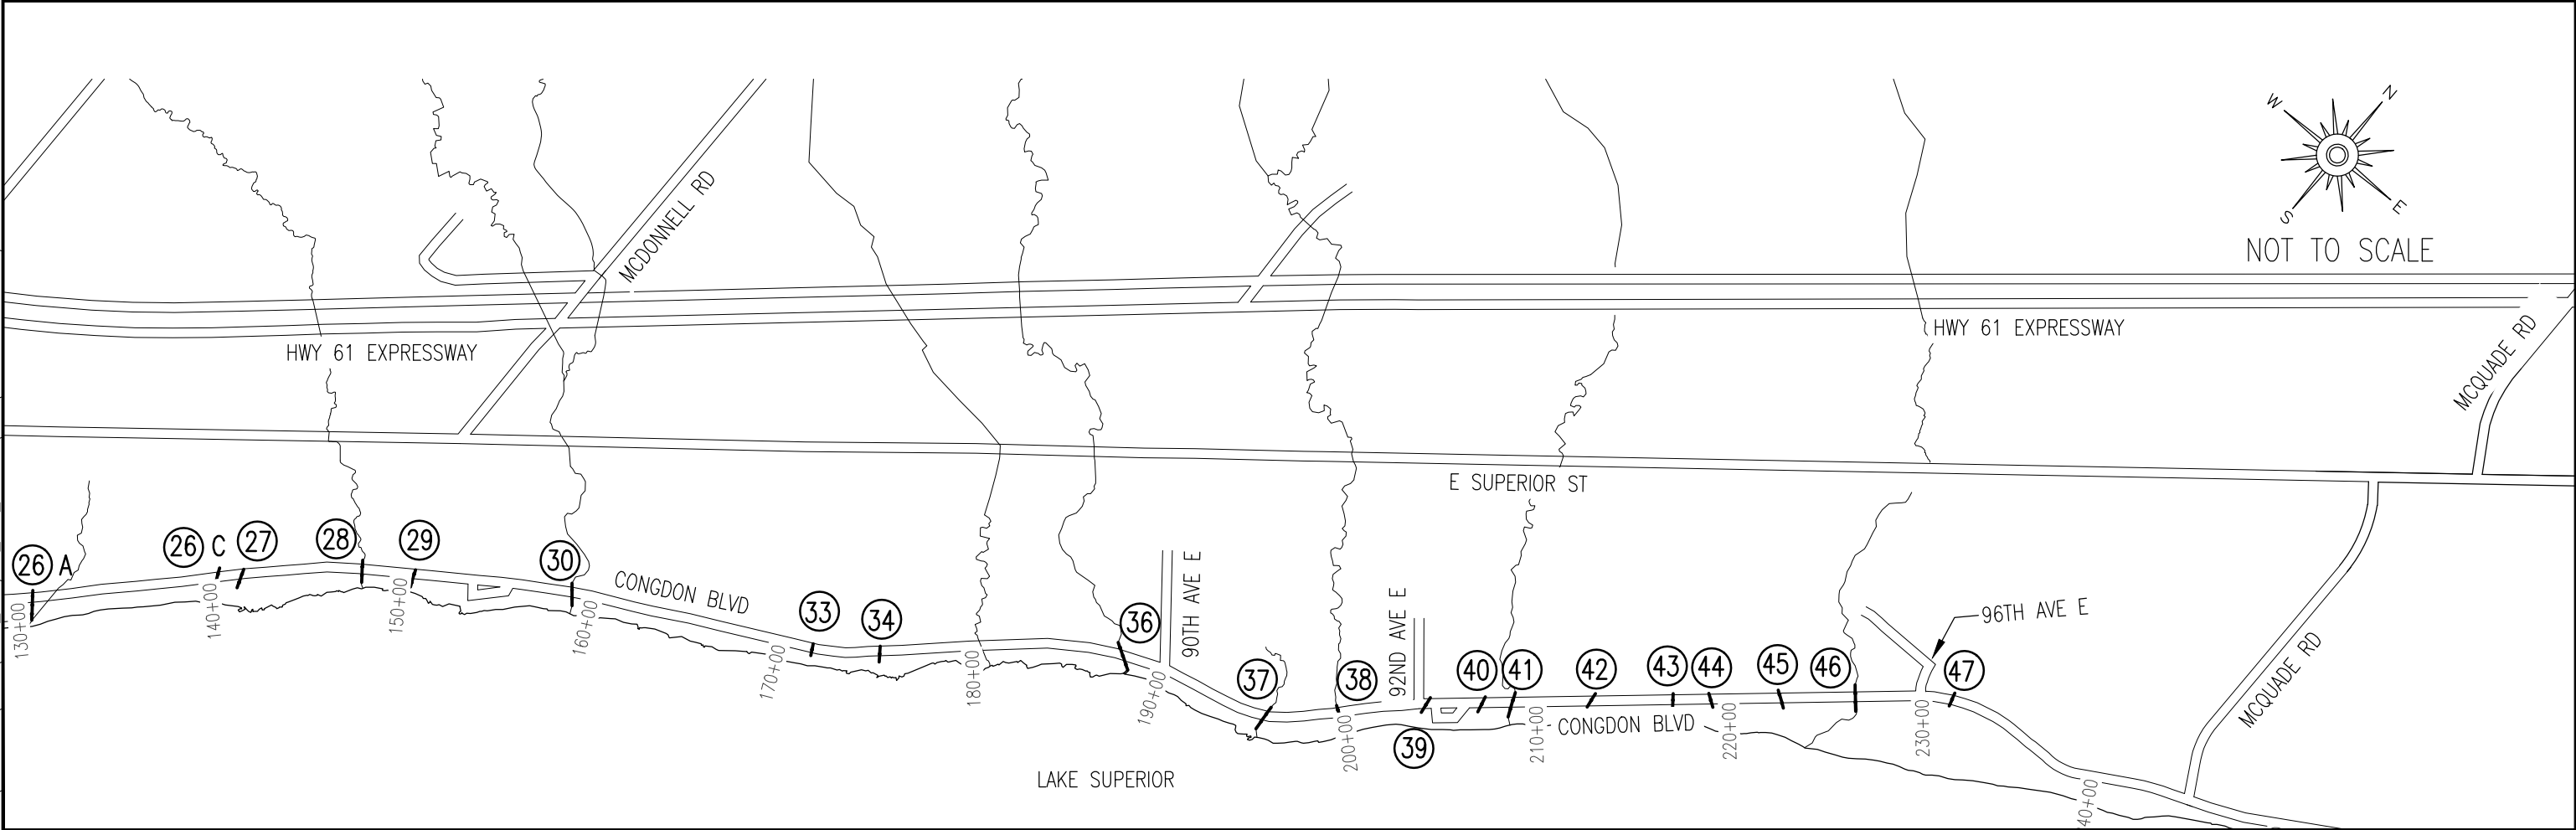 W
N
S
E
NOT TO SCALE
MCDONNELL RD
HWY 61 EXPRESSWAY
HWY 61 EXPRESSWAY
MCQUADE RD
E SUPERIOR ST
26 A
26 C
27
28
29
30
CONGDON BLVD
33
34
36
90TH AVE E
37
38
92ND AVE E
39
40
41
42
43
44
45
46
96TH AVE E
47
MCQUADE RD
CONGDON BLVD
130+00
140+00
150+00
160+00
170+00
180+00
190+00
200+00
210+00
220+00
230+00
40+00
LAKE SUPERIOR